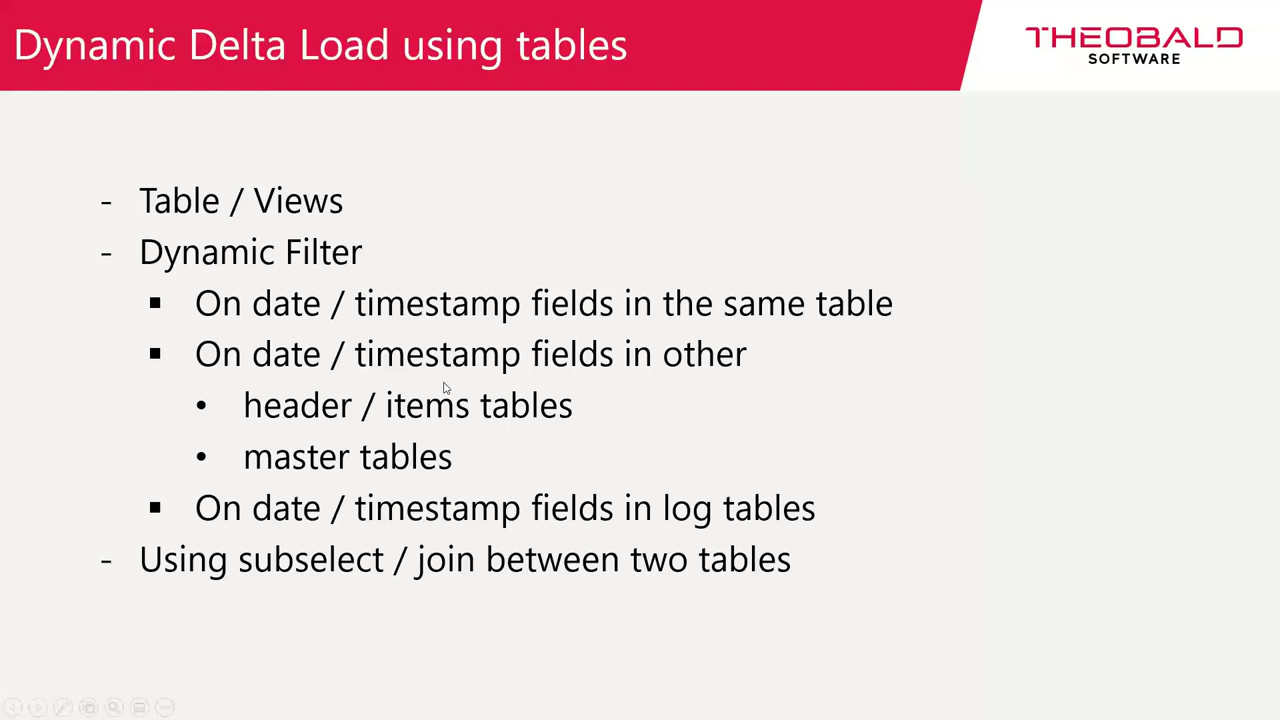 Dynamic Delta Load using tables
THEOBALD
SOFTWARE
- Table / Views
- Dynamic Filter
▪ On date / timestamp fields in the same table
▪ On date / timestamp fields in other
• header / items tables
• master tables
▪ On date / timestamp fields in log tables
- Using subselect / join between two tables